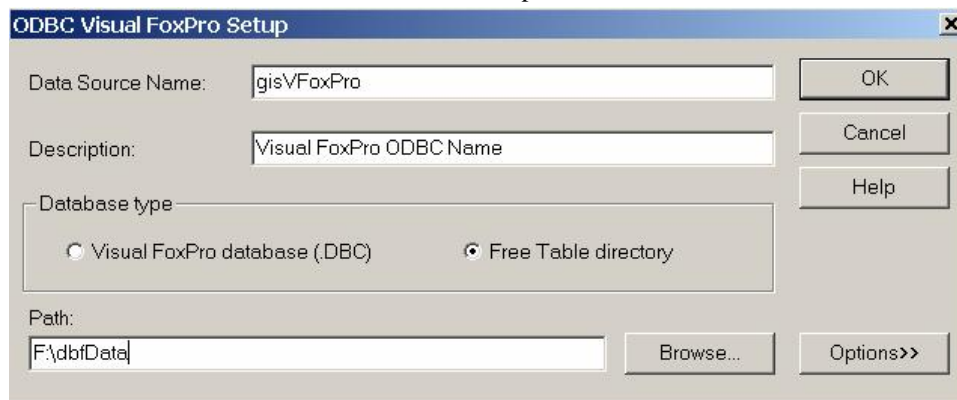 ODBC Visual FoxPro Setup
Data Source Name: gisVFoxPro OK
Description: Visual FoxPro ODBC Name Cancel
Help
Database type
Visual FoxPro database (.DBC) Free Table directory
Path:
F:\dbfData Browse... Options>>